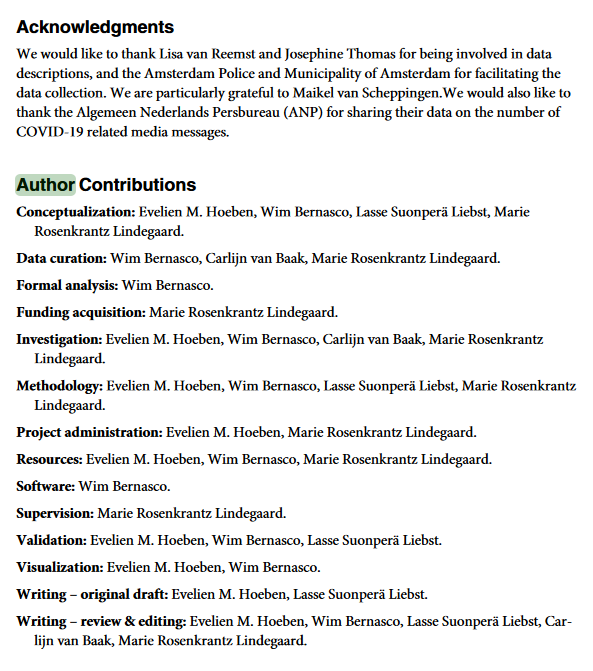 Acknowledgments
We would like to thank Lisa van Reemst and Josephine Thomas for being involved in data
descriptions, and the Amsterdam Police and Municipality of Amsterdam for facilitating the
data collection. We are particularly grateful to Maikel van Scheppingen.We would also like to
thank the Algemeen Nederlands Persbureau (ANP) for sharing their data on the number of
COVID-19 related media messages.
Author Contributions
Conceptualization: Evelien M. Hoeben, Wim Bernasco, Lasse Suonperä Liebst, Marie
Rosenkrantz Lindegaard.
Data curation: Wim Bernasco, Carlijn van Baak, Marie Rosenkrantz Lindegaard.
Formal analysis: Wim Bernasco.
Funding acquisition: Marie Rosenkrantz Lindegaard.
Investigation: Evelien M. Hoeben, Wim Bernasco, Carlijn van Baak, Marie Rosenkrantz
Lindegaard.
Methodology: Evelien M. Hoeben, Wim Bernasco, Lasse Suonperä Liebst, Marie Rosenkrantz
Lindegaard.
Project administration: Evelien M. Hoeben, Marie Rosenkrantz Lindegaard.
Resources: Evelien M. Hoeben, Wim Bernasco, Marie Rosenkrantz Lindegaard.
Software: Wim Bernasco.
Supervision: Marie Rosenkrantz Lindegaard.
Validation: Evelien M. Hoeben, Wim Bernasco, Lasse Suonperä Liebst.
Visualization: Evelien M. Hoeben, Wim Bernasco.
Writing – original draft: Evelien M. Hoeben, Lasse Suonperä Liebst.
Writing – review & editing: Evelien M. Hoeben, Wim Bernasco, Lasse Suonperä Liebst, Car-
lijn van Baak, Marie Rosenkrantz Lindegaard.